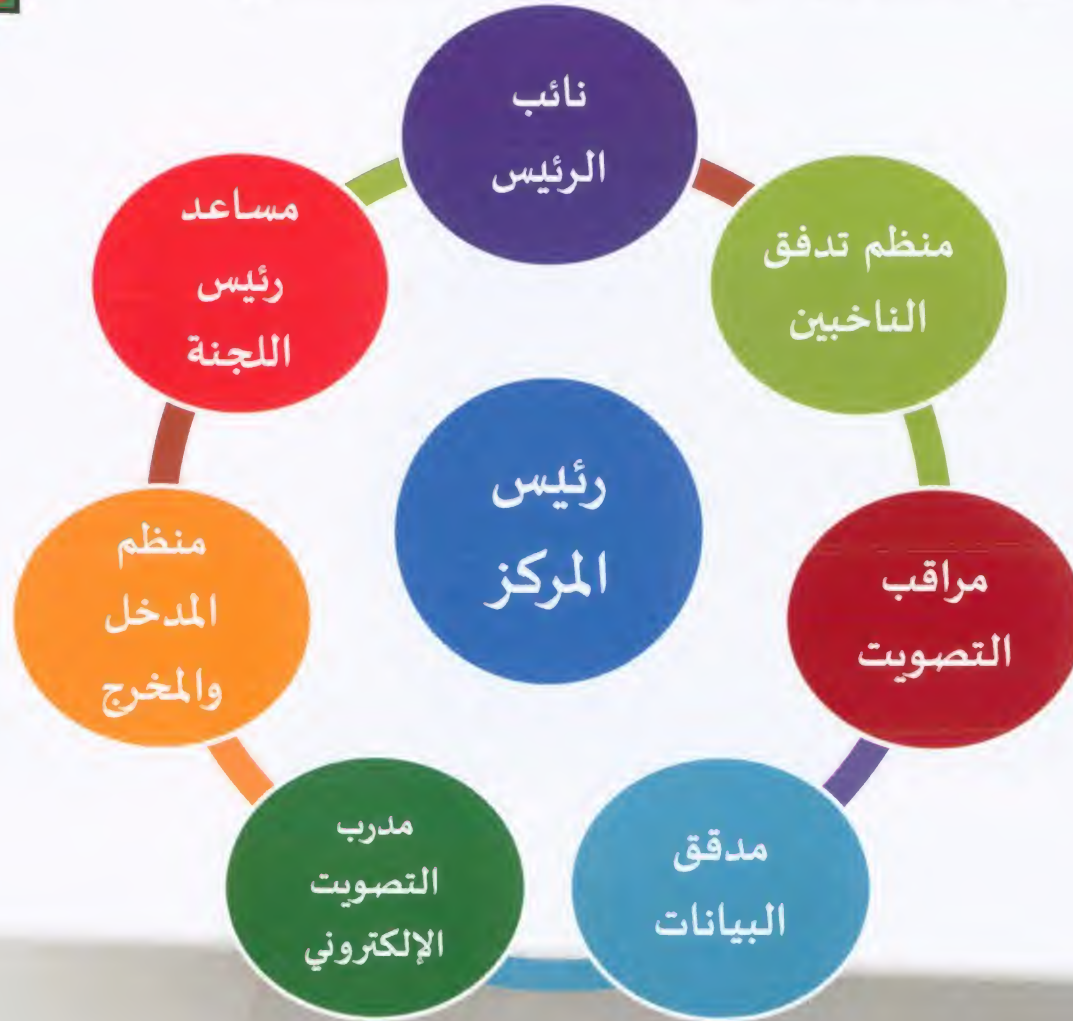 نائب
الرئيس
منظم تدفق
الناخبين
مراقب
التصويت
مدقق
البيانات
مدرب
التصويت
الإلكتروني
منظم
المدخل
والمخرج
مساعد
رئيس
اللجنة
رئيس
المركز